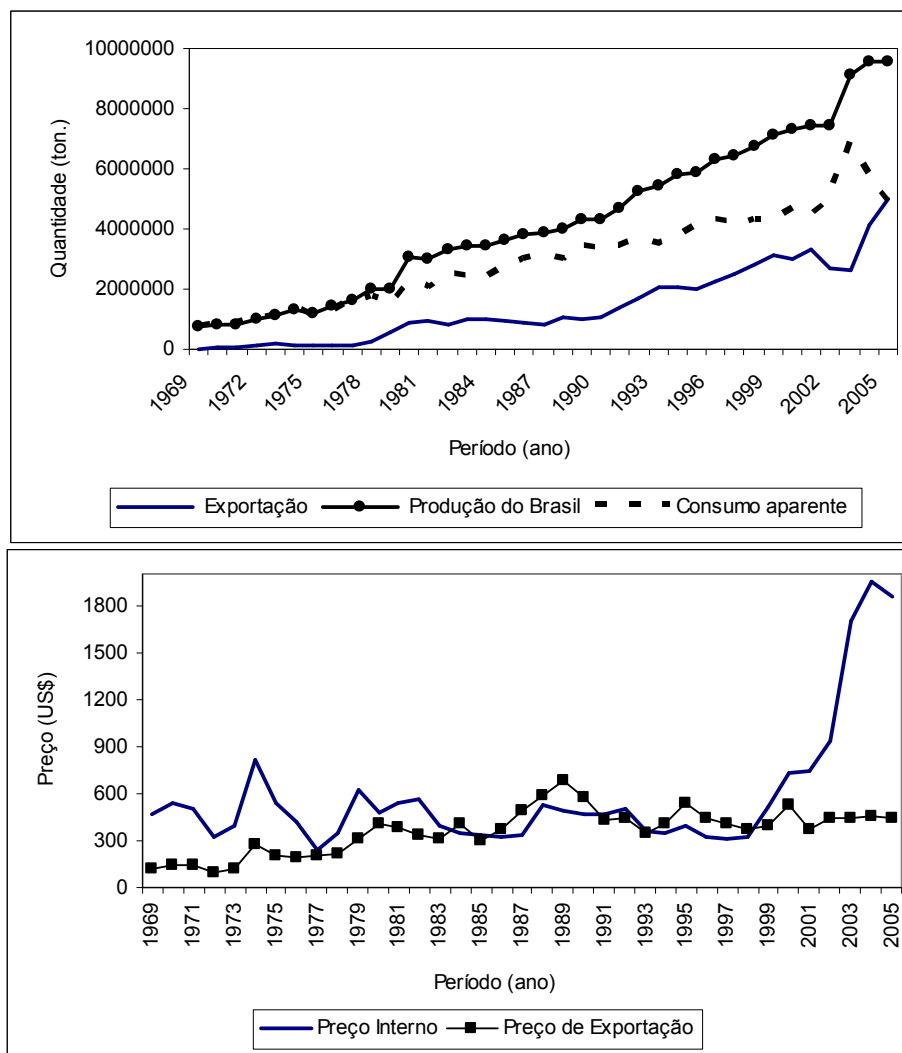 10000000
8000000
6000000
4000000
2000000
0
Quantidade (ton.)
1969 1972 1975 1978 1981 1984 1987 1990 1993 1996 1999 2002 2005
Período (ano)
Exportação Produção do Brasil Consumo aparente
1800
1500
1200
900
600
300
0
Preço (US$)
1969 1971 1973 1975 1977 1979 1981 1983 1985 1987 1989 1991 1993 1995 1997 1999 2001 2003 2005
Período (ano)
Preço Interno Preço de Exportação